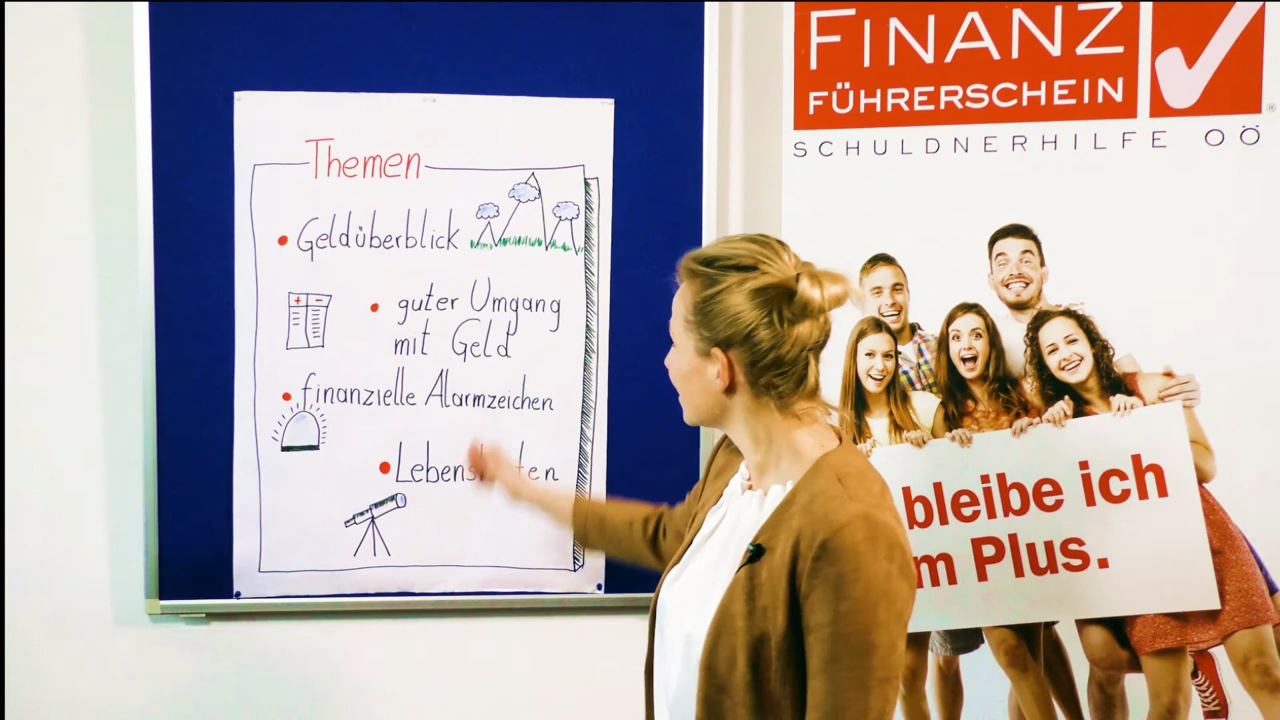 Themen
Geldüberblick
+ -
guter Umgang
mit Geld
finanzielle Alarmzeichen
FINANZ
FÜHRERSCHEIN
®
SCHULDNERHILFE OÖ
bleibe ich
Plus.